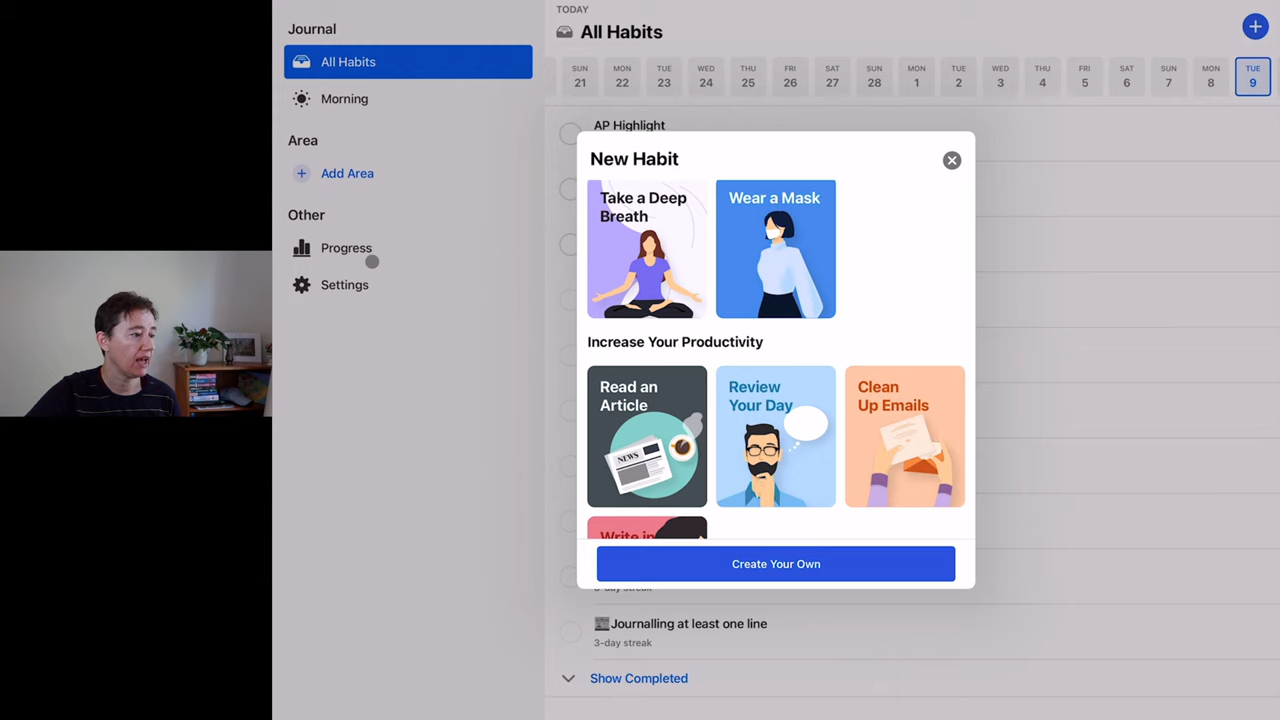 Journal
All Habits
Morning
Area
Add Area
Other
Progress
Settings
TODAY
All Habits
SUN MON TUE WED THU FRI SAT SUN MON TUE WED THU FRI SAT SUN MON TUE
21 22 23 24 25 26 27 28 1 2 3 4 5 6 7 8 9
AP Highlight
New Habit
Take a Deep
Breath
Wear a Mask
Increase Your Productivity
Read an
Article
NEWS
Review
Your Day
Clean
Up Emails
Write in
Create Your Own
Journalling at least one line
3-day streak
Show Completed